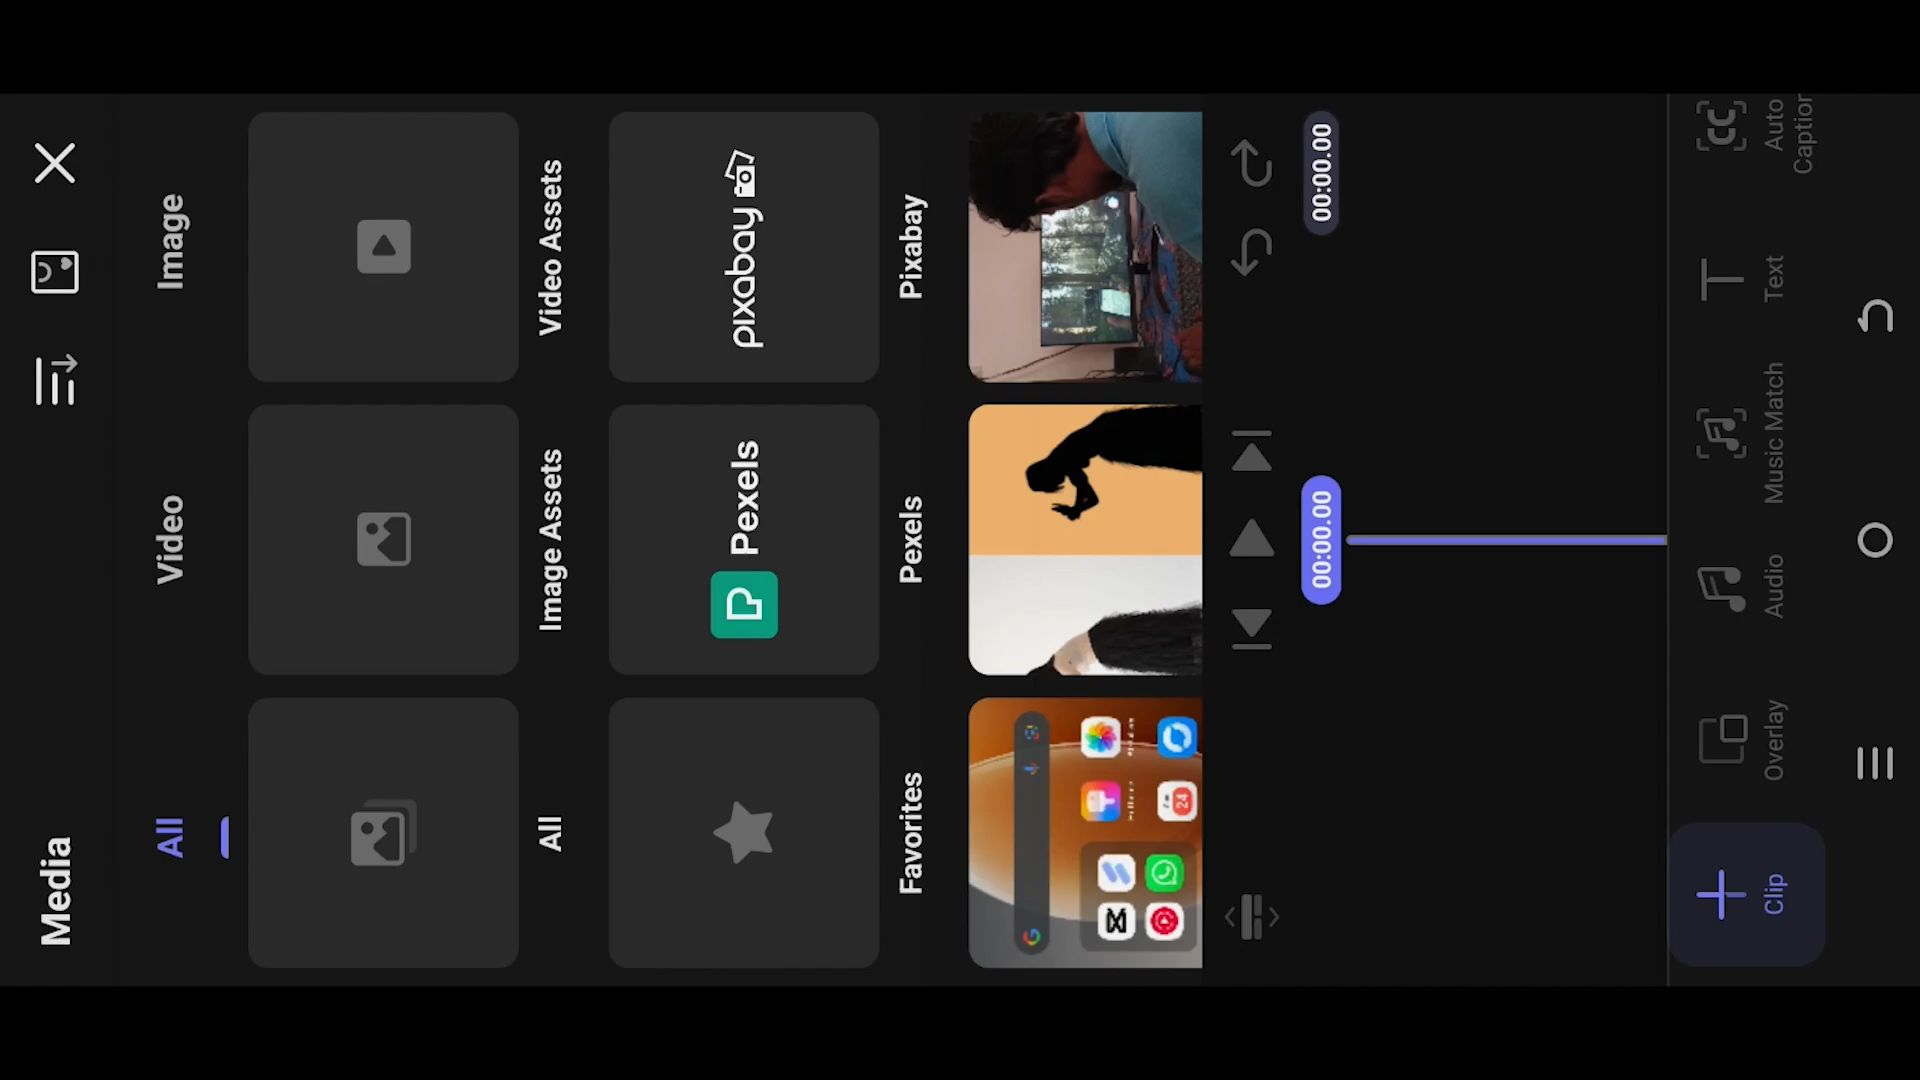 Media
All
Video
Image
All
Image Assets
Video Assets
Pexels
pixabay
Favorites
Pexels
Pixabay
24
00:00.00
00:00.00
Clip
Overlay
Audio
Music Match
Text
Auto
Caption